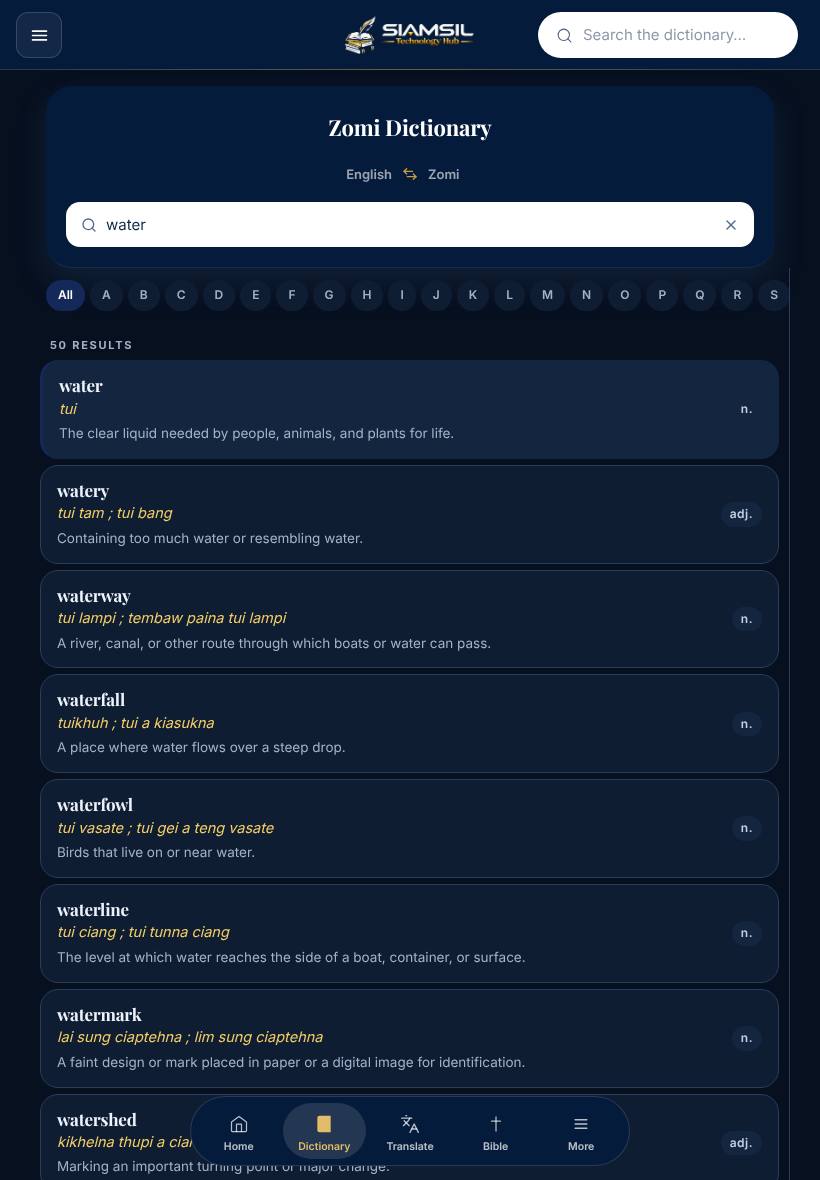 SIAMSIL
Technology Hub
Search the dictionary...
Zomi Dictionary
English Zomi
water
All A B C D E F G H I J K L M N O P Q R S
50 RESULTS
water
tui
n.
The clear liquid needed by people, animals, and plants for life.
watery
tui tam ; tui bang
adj.
Containing too much water or resembling water.
waterway
tui lampi ; tembaw paina tui lampi
n.
A river, canal, or other route through which boats or water can pass.
waterfall
tuikhuh ; tui a kiasukna
n.
A place where water flows over a steep drop.
waterfowl
tui vasate ; tui gei a teng vasate
n.
Birds that live on or near water.
waterline
tui ciang ; tui tunna ciang
n.
The level at which water reaches the side of a boat, container, or surface.
watermark
lai sung ciaptehna ; lim sung ciaptehna
n.
A faint design or mark placed in paper or a digital image for identification.
watershed
kikhelna thupi a
adj.
Marking an important turning point or major change.
Home Dictionary Translate Bible More